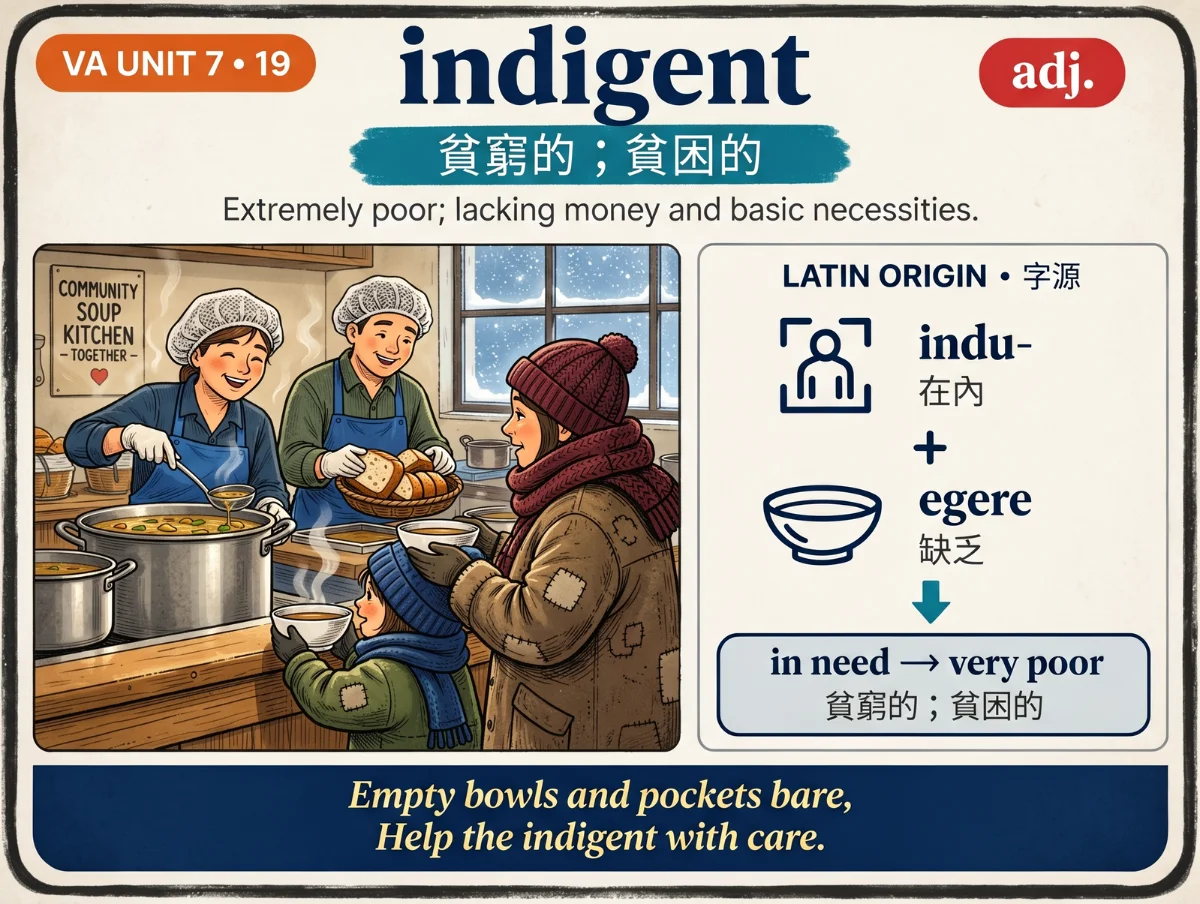 VA UNIT 7 • 19
indigent
adj.
貧窮的；貧困的
Extremely poor; lacking money and basic necessities.
COMMUNITY
SOUP
KITCHEN
– TOGETHER –
LATIN ORIGIN • 字源
indu-
在內
+
egere
缺乏
in need → very poor
貧窮的；貧困的
Empty bowls and pockets bare,
Help the indigent with care.